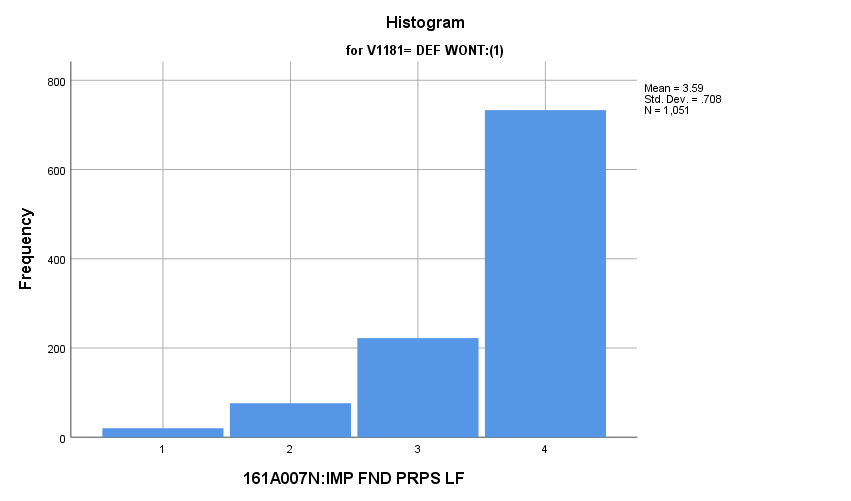 Histogram
for V1181= DEF WONT:(1)
Mean = 3.59
Std. Dev. = .708
N = 1,051
Frequency
800
600
400
200
0
1 2 3 4
161A007N:IMP FND PRPS LF